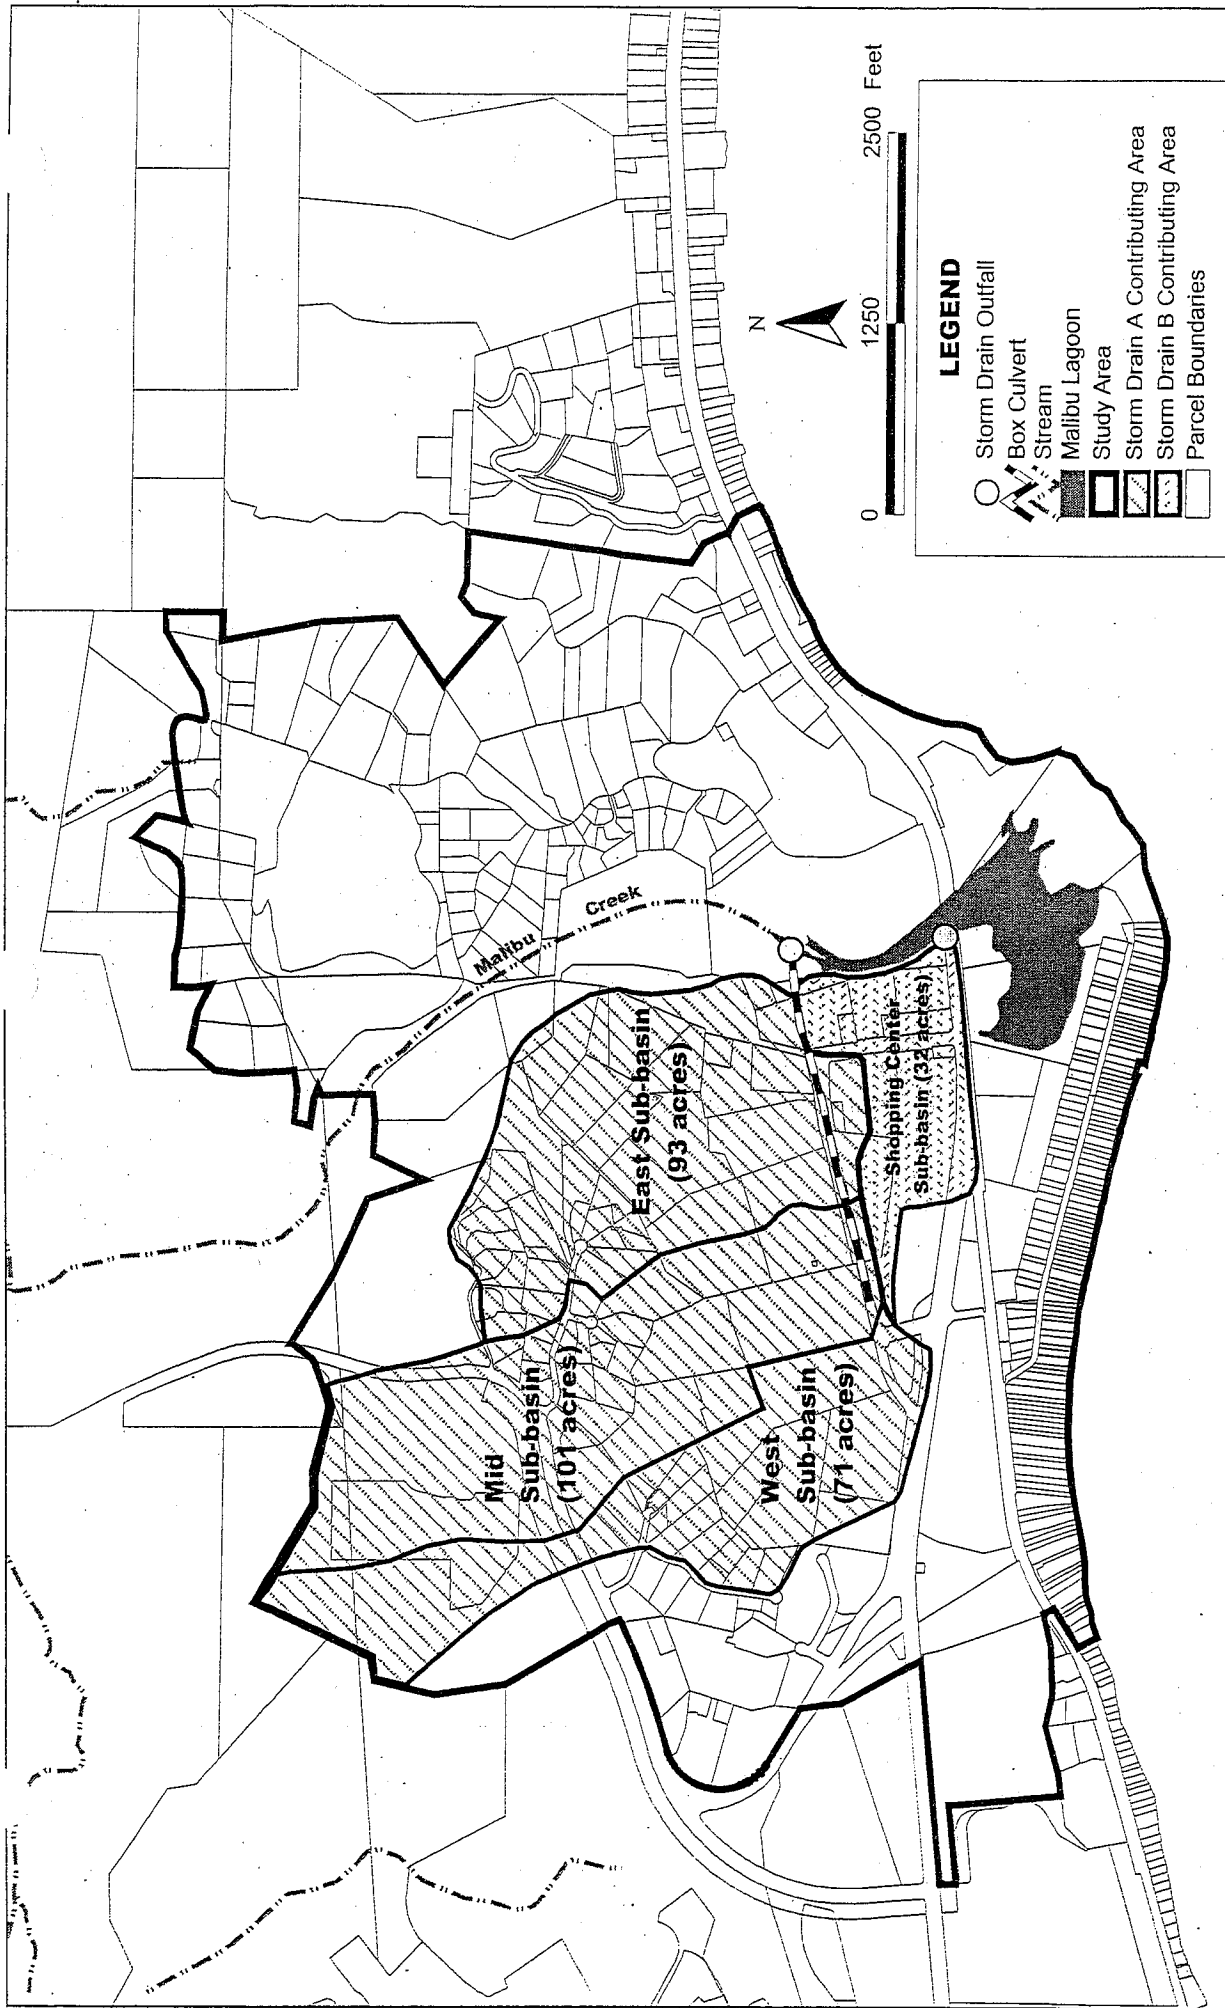 Malibu
Creek
East Sub-basin
(93 acres)
Mid
Sub-basin
(101 acres)
West
Sub-basin
(71 acres)
Shopping Center
Sub-basin (32 acres)
N
0 1250 2500 Feet
LEGEND
Storm Drain Outfall
Box Culvert
Stream
Malibu Lagoon
Study Area
Storm Drain A Contributing Area
Storm Drain B Contributing Area
Parcel Boundaries